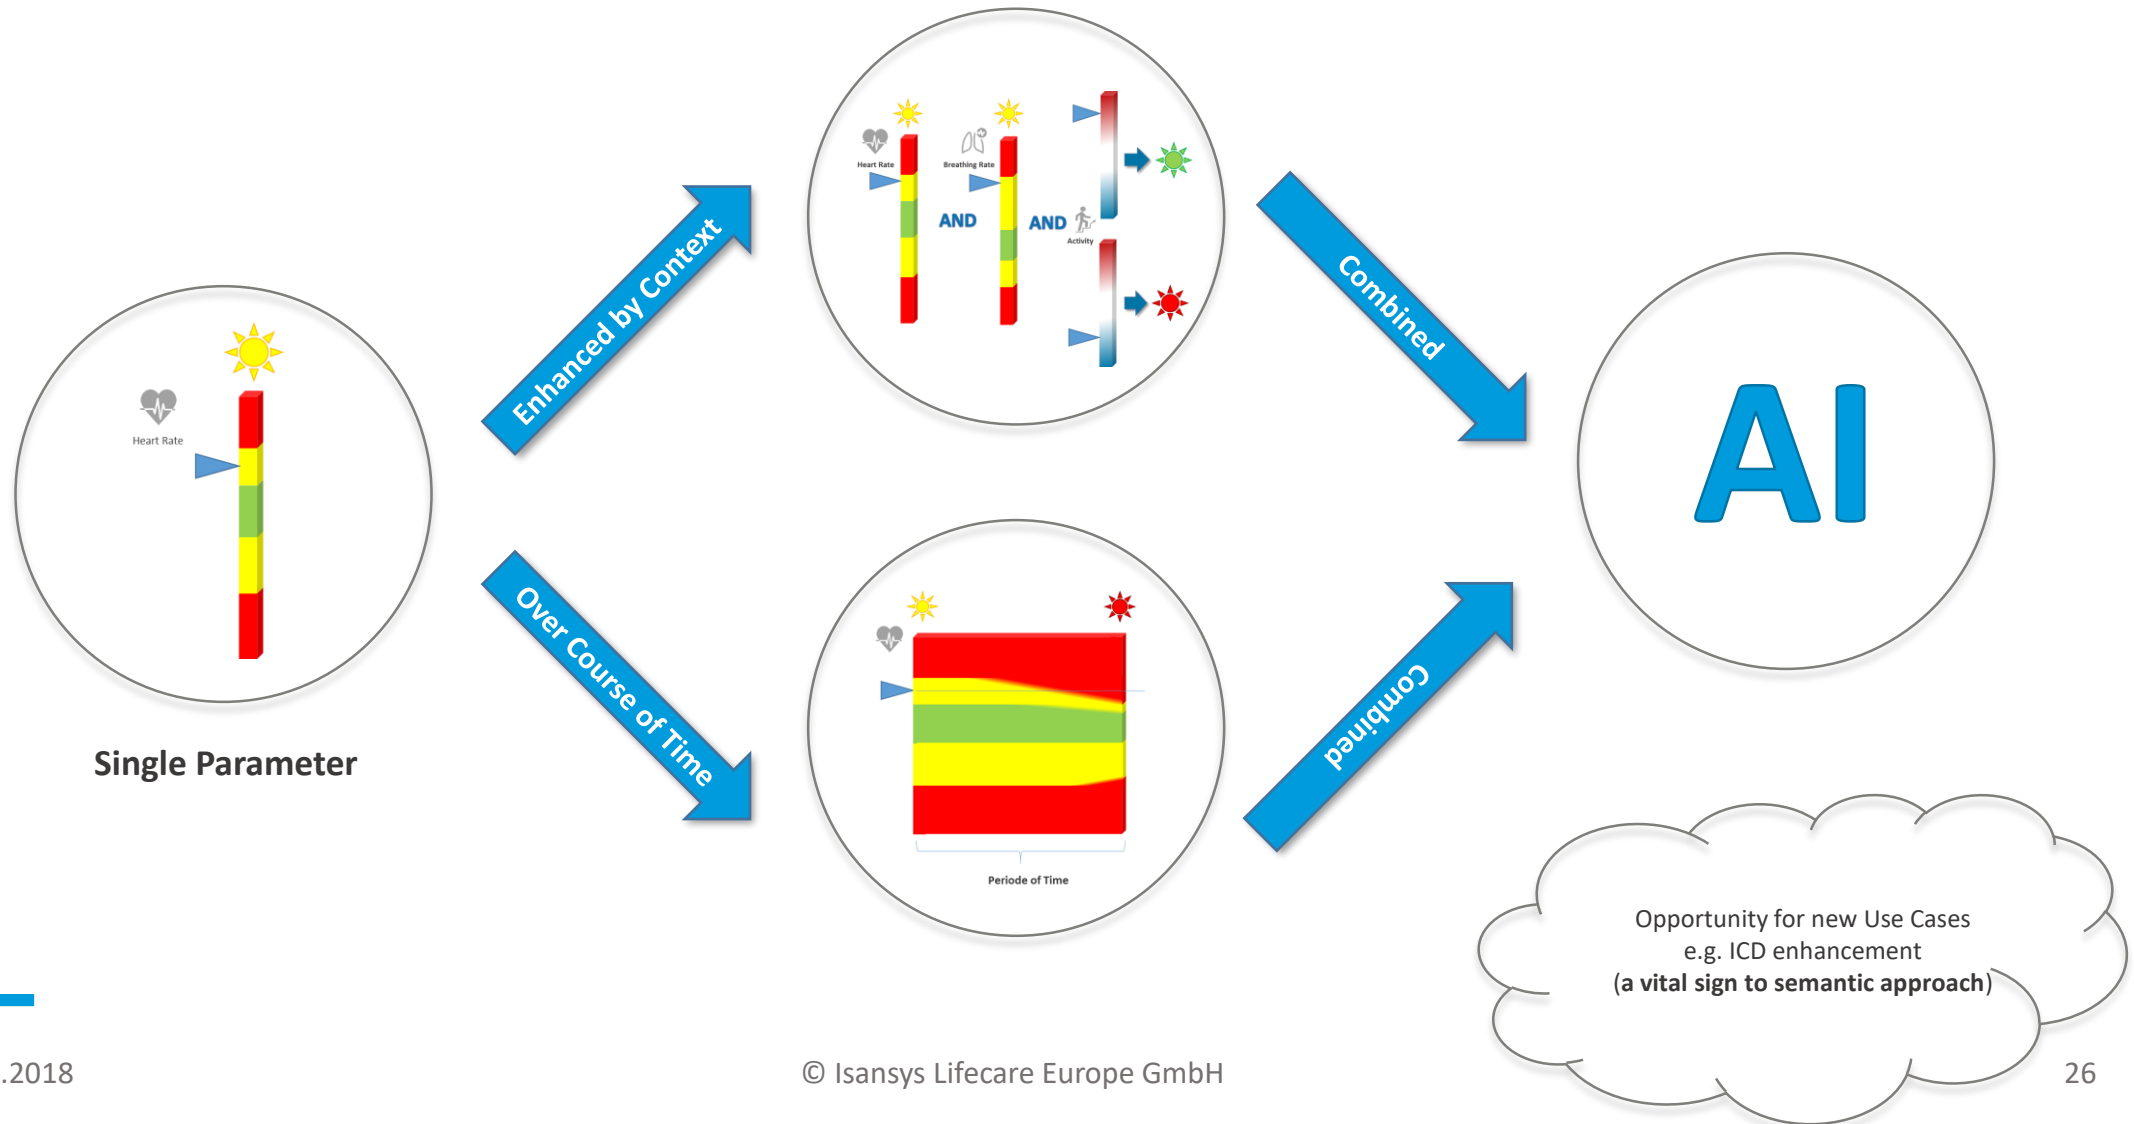 Heart Rate
Single Parameter
Enhanced by Context
Over Course of Time
Heart Rate
Breathing Rate
AND
AND
Activity
Periode of Time
Combined
Combined
AI
Opportunity for new Use Cases
e.g. ICD enhancement
(a vital sign to semantic approach)
.2018
© Isansys Lifecare Europe GmbH
26